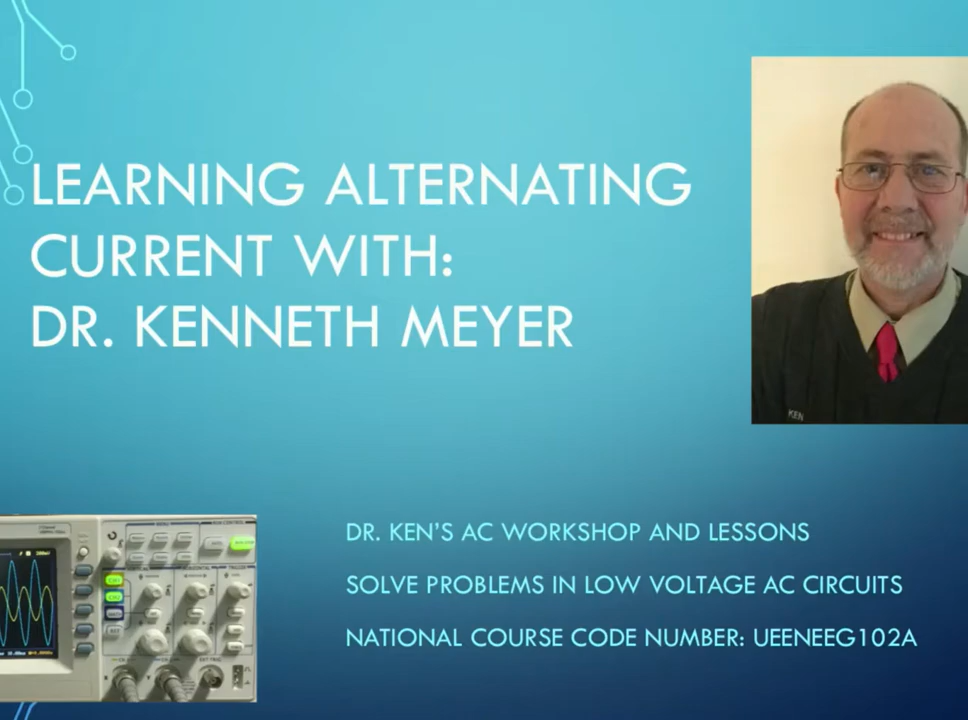 LEARNING ALTERNATING
CURRENT WITH:
DR. KENNETH MEYER
KEN
DR. KEN'S AC WORKSHOP AND LESSONS
SOLVE PROBLEMS IN LOW VOLTAGE AC CIRCUITS
NATIONAL COURSE CODE NUMBER: UEENEEG102A